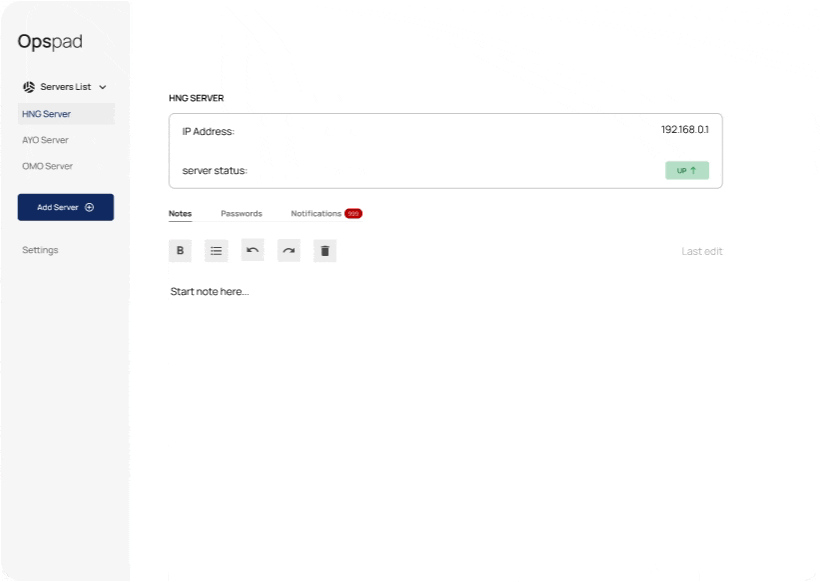 Opspad
Servers List
HNG Server
AYO Server
OMO Server
Add Server
Settings
HNG SERVER
IP Address: 192.168.0.1
server status: UP ↑
Notes Passwords Notifications 999
B Last edit
Start note here...